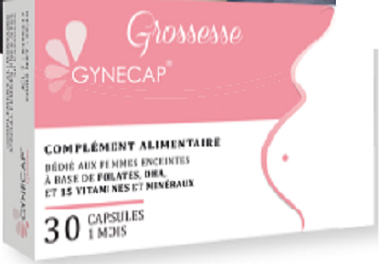 Grossesse
GYNECAP®
COMPLÉMENT ALIMENTAIRE
DÉDIÉ AUX FEMMES ENCEINTES
À BASE DE FOLATES, DHA,
ET 15 VITAMINES ET MINÉRAUX
30 CAPSULES
1 MOIS
GYNECAP